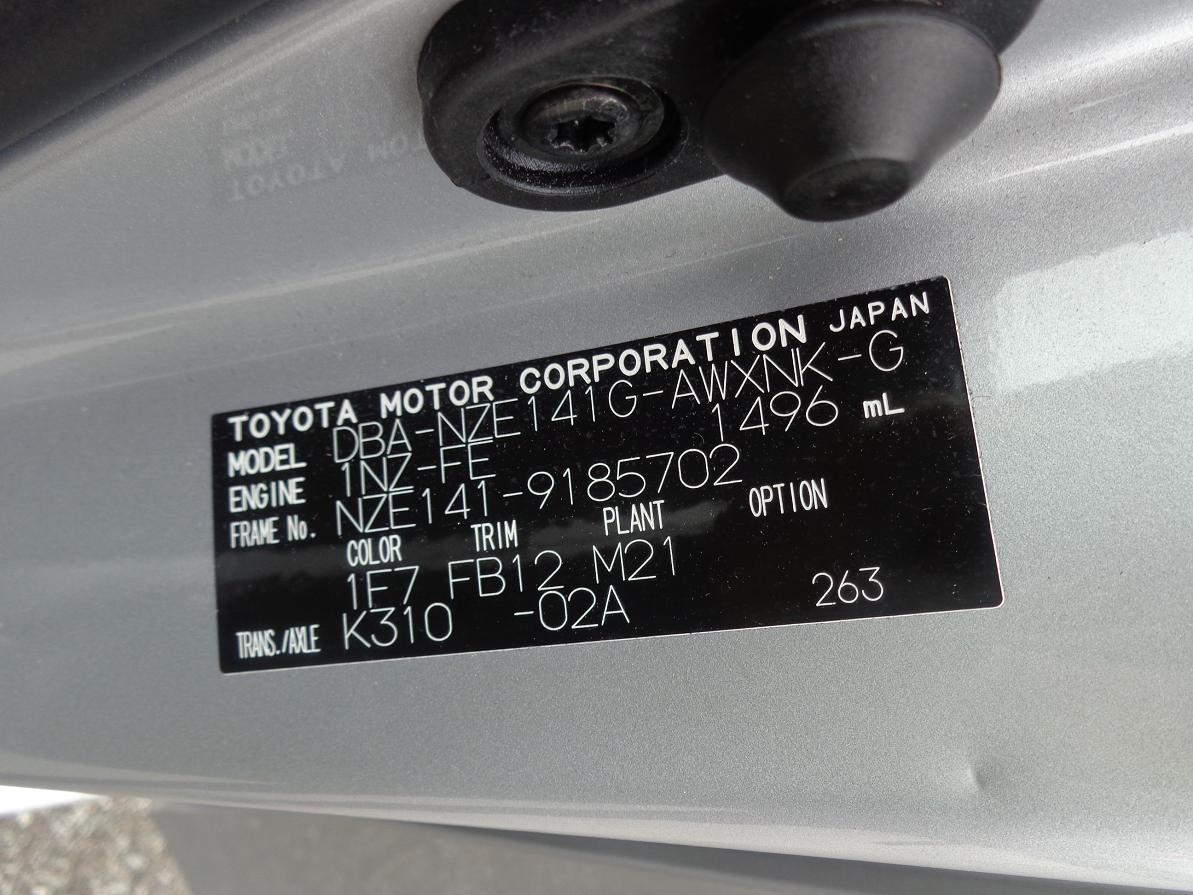 TOYOTA MOTOR CORPORATION JAPAN
MODEL DBA-NZE141G-AWXNK-G
ENGINE 1NZ-FE 1496 mL
FRAME No. NZE141-9185702
COLOR TRIM PLANT OPTION
1F7 FB12 M21
TRANS./AXLE K310 -02A 263